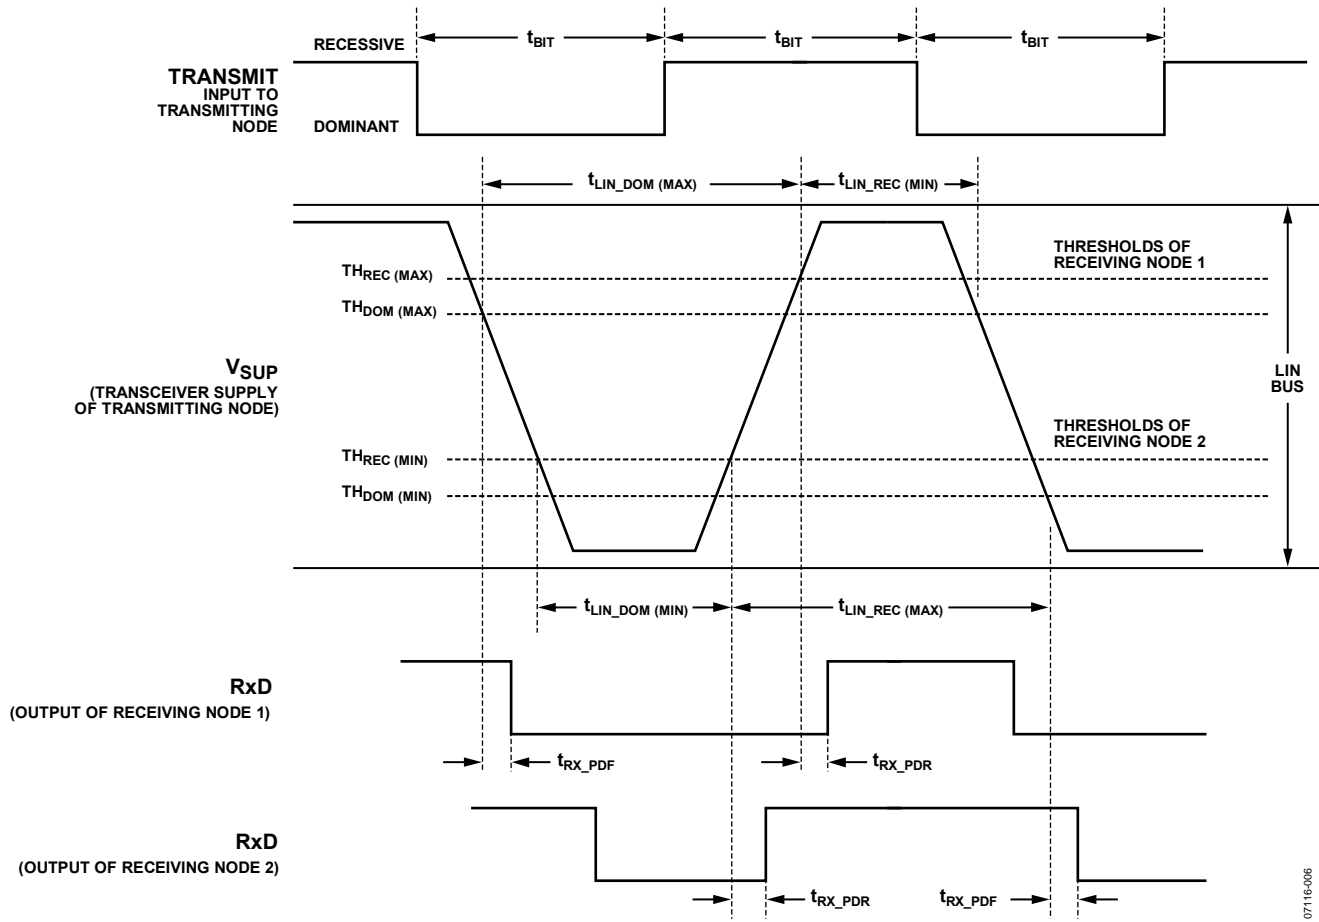 tBIT
tBIT
tBIT
RECESSIVE
TRANSMIT
INPUT TO
TRANSMITTING
NODE
DOMINANT
tLIN_DOM (MAX)
tLIN_REC (MIN)
THRESHOLDS OF
RECEIVING NODE 1
THREC (MAX)
THDOM (MAX)
VSUP
(TRANSCEIVER SUPPLY
OF TRANSMITTING NODE)
LIN
BUS
THRESHOLDS OF
RECEIVING NODE 2
THREC (MIN)
THDOM (MIN)
tLIN_DOM (MIN)
tLIN_REC (MAX)
RxD
(OUTPUT OF RECEIVING NODE 1)
tRX_PDF
tRX_PDR
RxD
(OUTPUT OF RECEIVING NODE 2)
tRX_PDR
tRX_PDF
07116-006